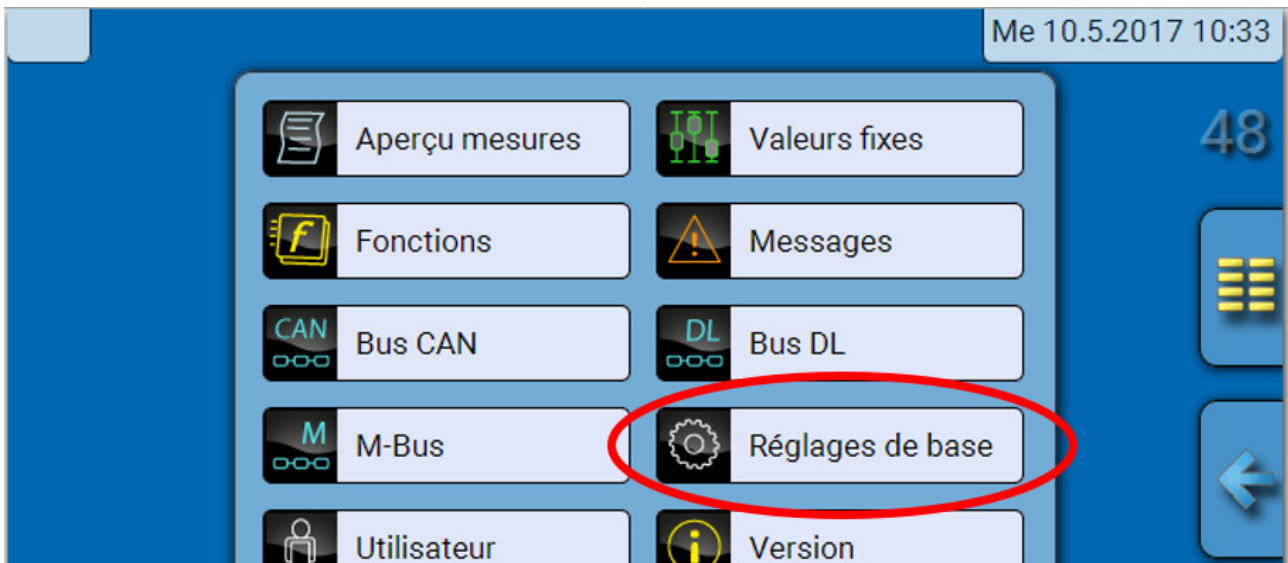 Me 10.5.2017 10:33
Aperçu mesures
Valeurs fixes
48
f
Fonctions
Messages
CAN
Bus CAN
DL
Bus DL
M
M-Bus
Réglages de base
Utilisateur
Version